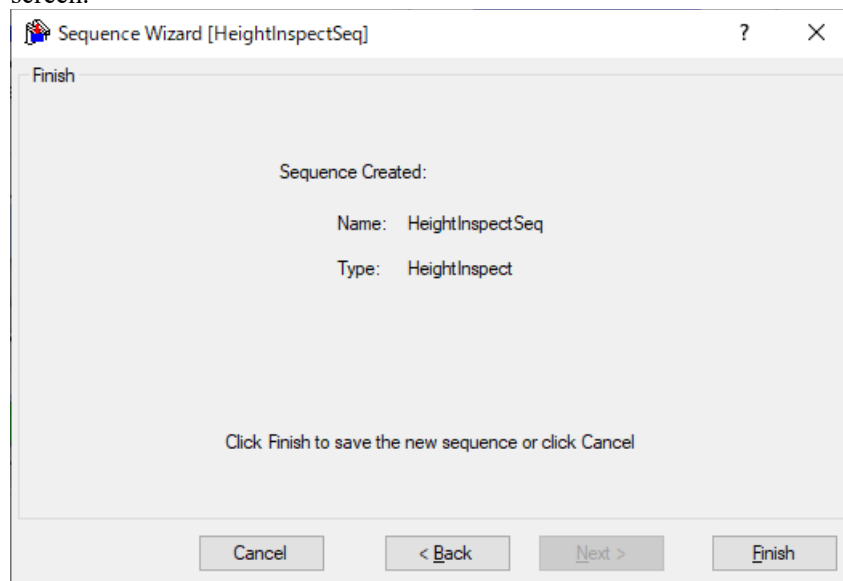 screen.
Sequence Wizard [HeightInspectSeq] ?
Finish
Sequence Created:
Name: HeightInspectSeq
Type: HeightInspect
Click Finish to save the new sequence or click Cancel
Cancel < Back Next > Finish